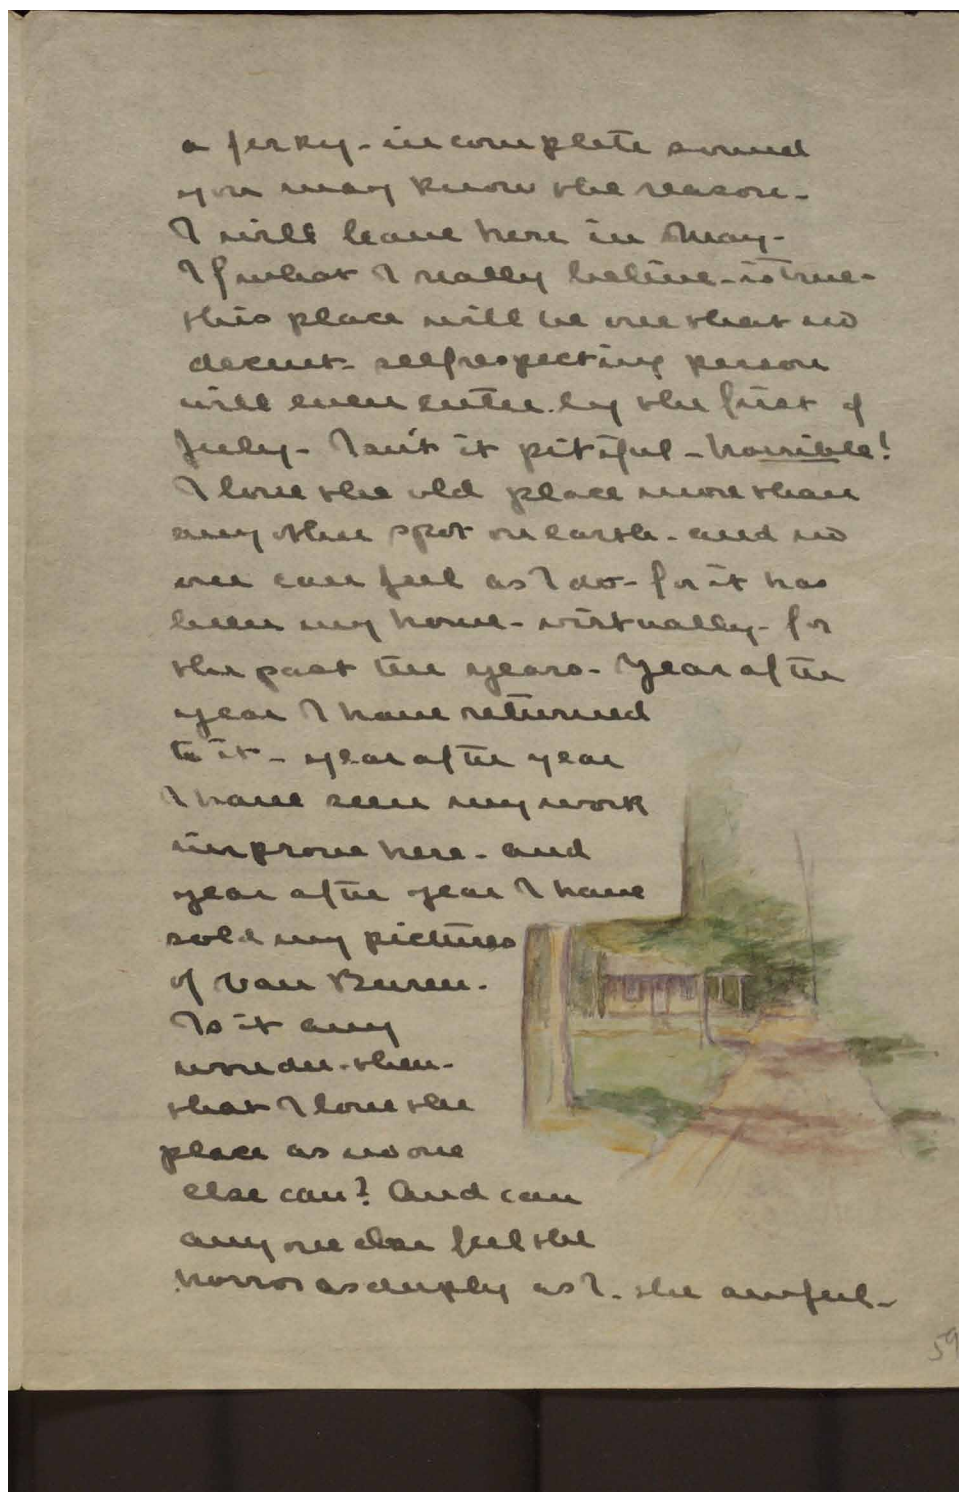 a jerky - incomplete sound
you may know the reason -
I will leave here in May -
If what I really believe - is true -
this place will be one that no
decent - selfrespecting person
will even enter - by the first of
July - Isn't it pitiful - horrible!
I love the old place more than
any other spot on earth - and no
one can feel as I do - for it has
been my home - virtually - for
the past ten years - Year after
year I have returned
to it - year after year
I have seen my work
improve here - and
year after year I have
sold my pictures
of Van Buren.
Is it any
wonder - then -
that I love the
place as no one
else can? And can
any one else feel the
horror as deeply as I - the awful -
59